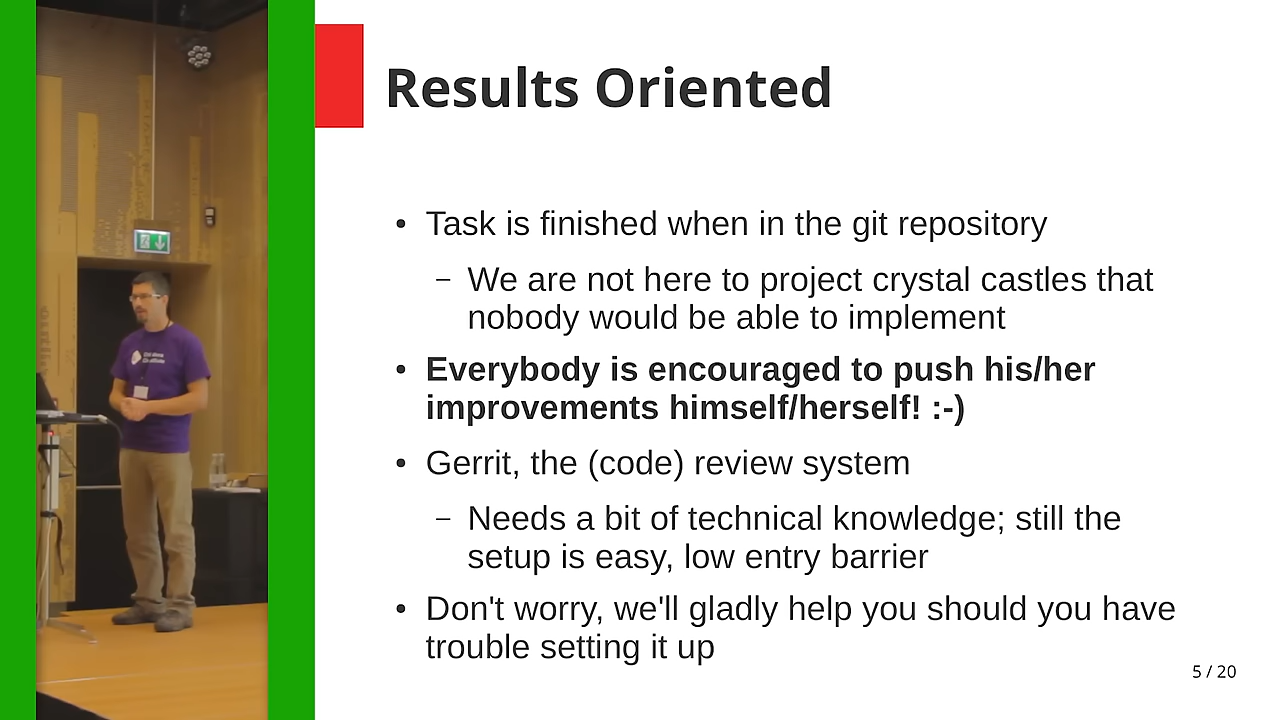 Results Oriented
• Task is finished when in the git repository
– We are not here to project crystal castles that
nobody would be able to implement
• Everybody is encouraged to push his/her
improvements himself/herself! :-)
• Gerrit, the (code) review system
– Needs a bit of technical knowledge; still the
setup is easy, low entry barrier
• Don't worry, we'll gladly help you should you have
trouble setting it up
5 / 20